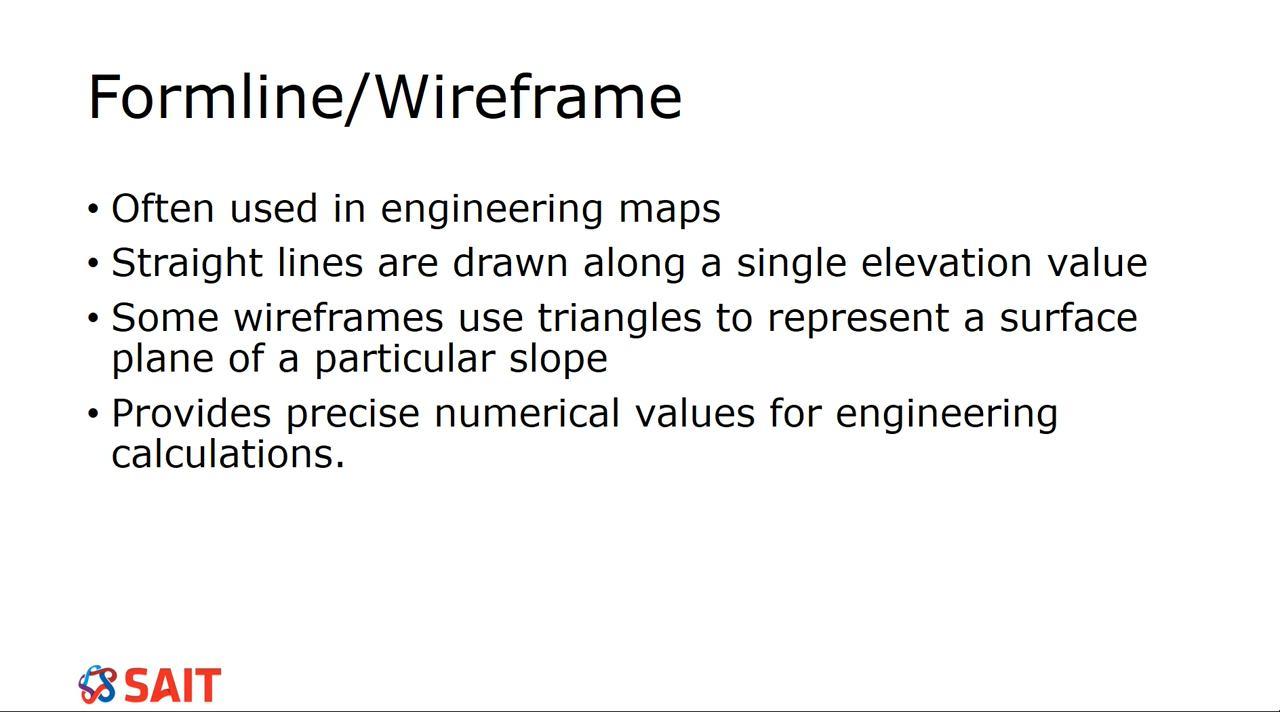 Formline/Wireframe
• Often used in engineering maps
• Straight lines are drawn along a single elevation value
• Some wireframes use triangles to represent a surface
plane of a particular slope
• Provides precise numerical values for engineering
calculations.
SAIT